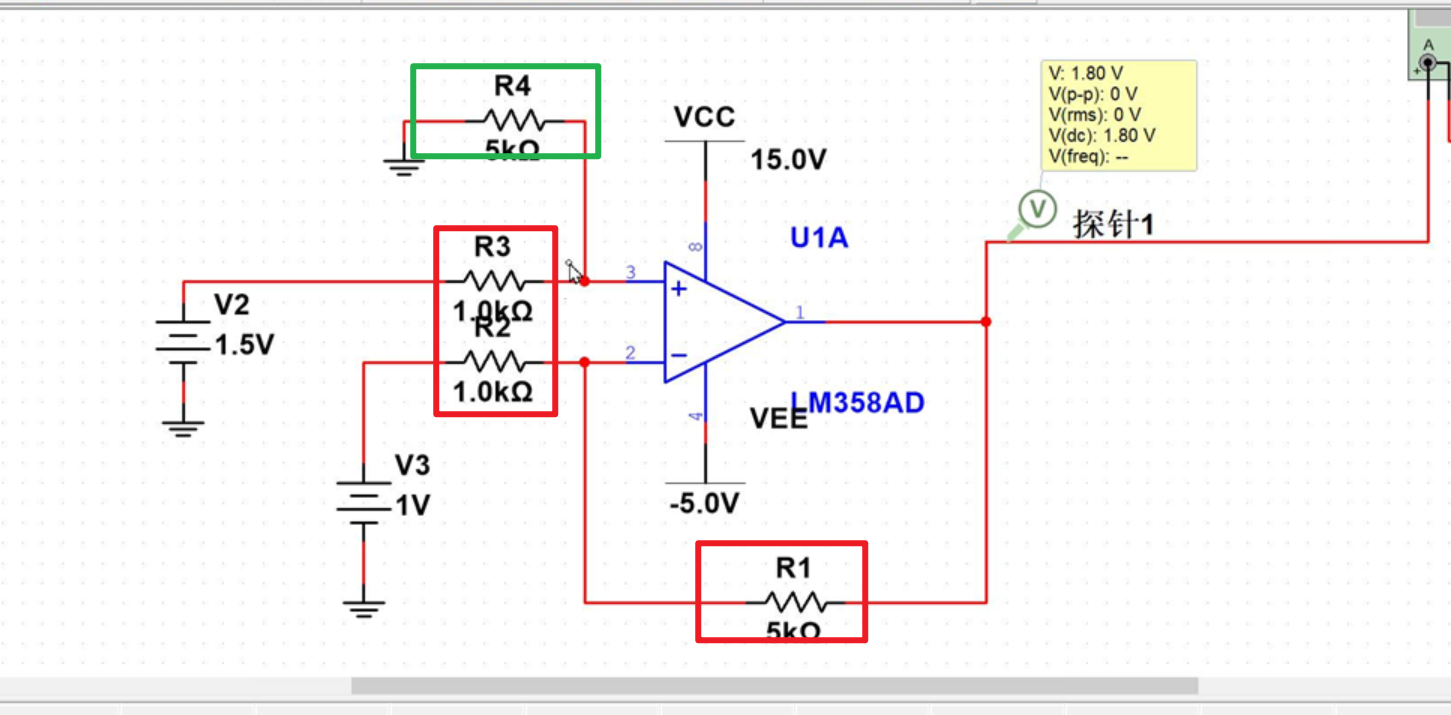 A
+
V: 1.80 V
V(p-p): 0 V
V(rms): 0 V
V(dc): 1.80 V
V(freq): --
R4
5kΩ
VCC
15.0V
V
探针1
U1A
8
R3
3
+
1.0kΩ
V2
1.5V
1
R2
2
−
1.0kΩ
LM358AD
4
VEE
V3
1V
-5.0V
R1
5kΩ